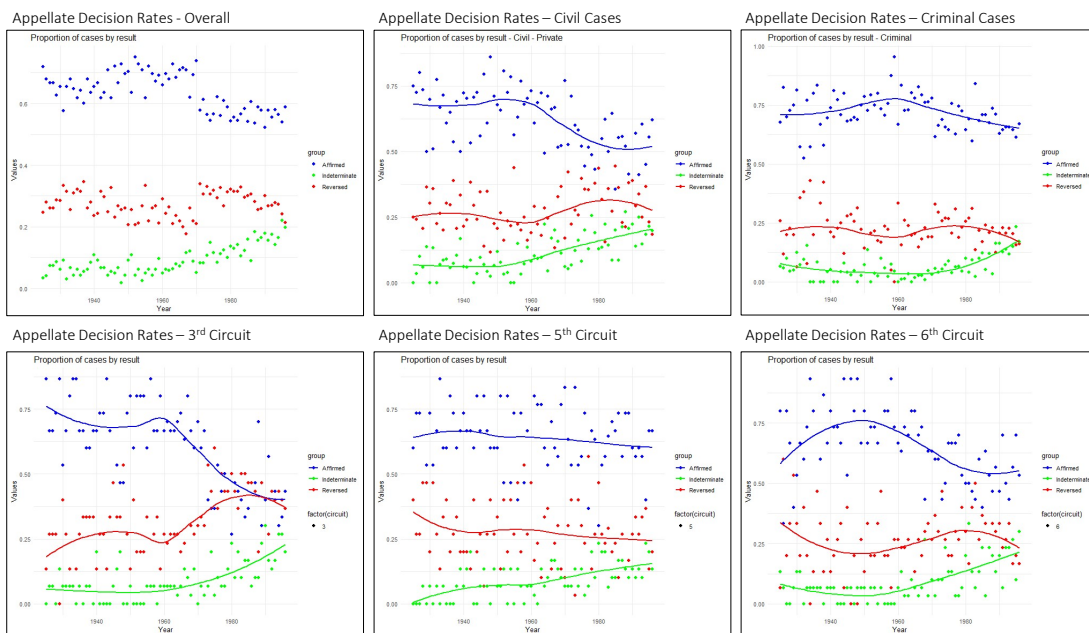 Appellate Decision Rates - Overall
Proportion of cases by result
0.6
0.4
0.2
0.0
Values
1940
1960
1980
Year
group
Affirmed
Indeterminate
Reversed
Appellate Decision Rates – Civil Cases
Proportion of cases by result - Civil - Private
0.75
0.50
0.25
0.00
Values
1940
1960
1980
Year
group
Affirmed
Indeterminate
Reversed
Appellate Decision Rates – Criminal Cases
Proportion of cases by result - Criminal
1.00
0.75
0.50
0.25
0.00
Values
1940
1960
1980
Year
group
Affirmed
Indeterminate
Reversed
Appellate Decision Rates – 3rd Circuit
Proportion of cases by result
0.75
0.50
0.25
0.00
Values
1940
1960
1980
Year
group
Affirmed
Indeterminate
Reversed
factor(circuit)
3
Appellate Decision Rates – 5th Circuit
Proportion of cases by result
0.75
0.50
0.25
0.00
Values
1940
1960
1980
Year
group
Affirmed
Indeterminate
Reversed
factor(circuit)
5
Appellate Decision Rates – 6th Circuit
Proportion of cases by result
0.75
0.50
0.25
0.00
Values
1940
1960
1980
Year
group
Affirmed
Indeterminate
Reversed
factor(circuit)
6